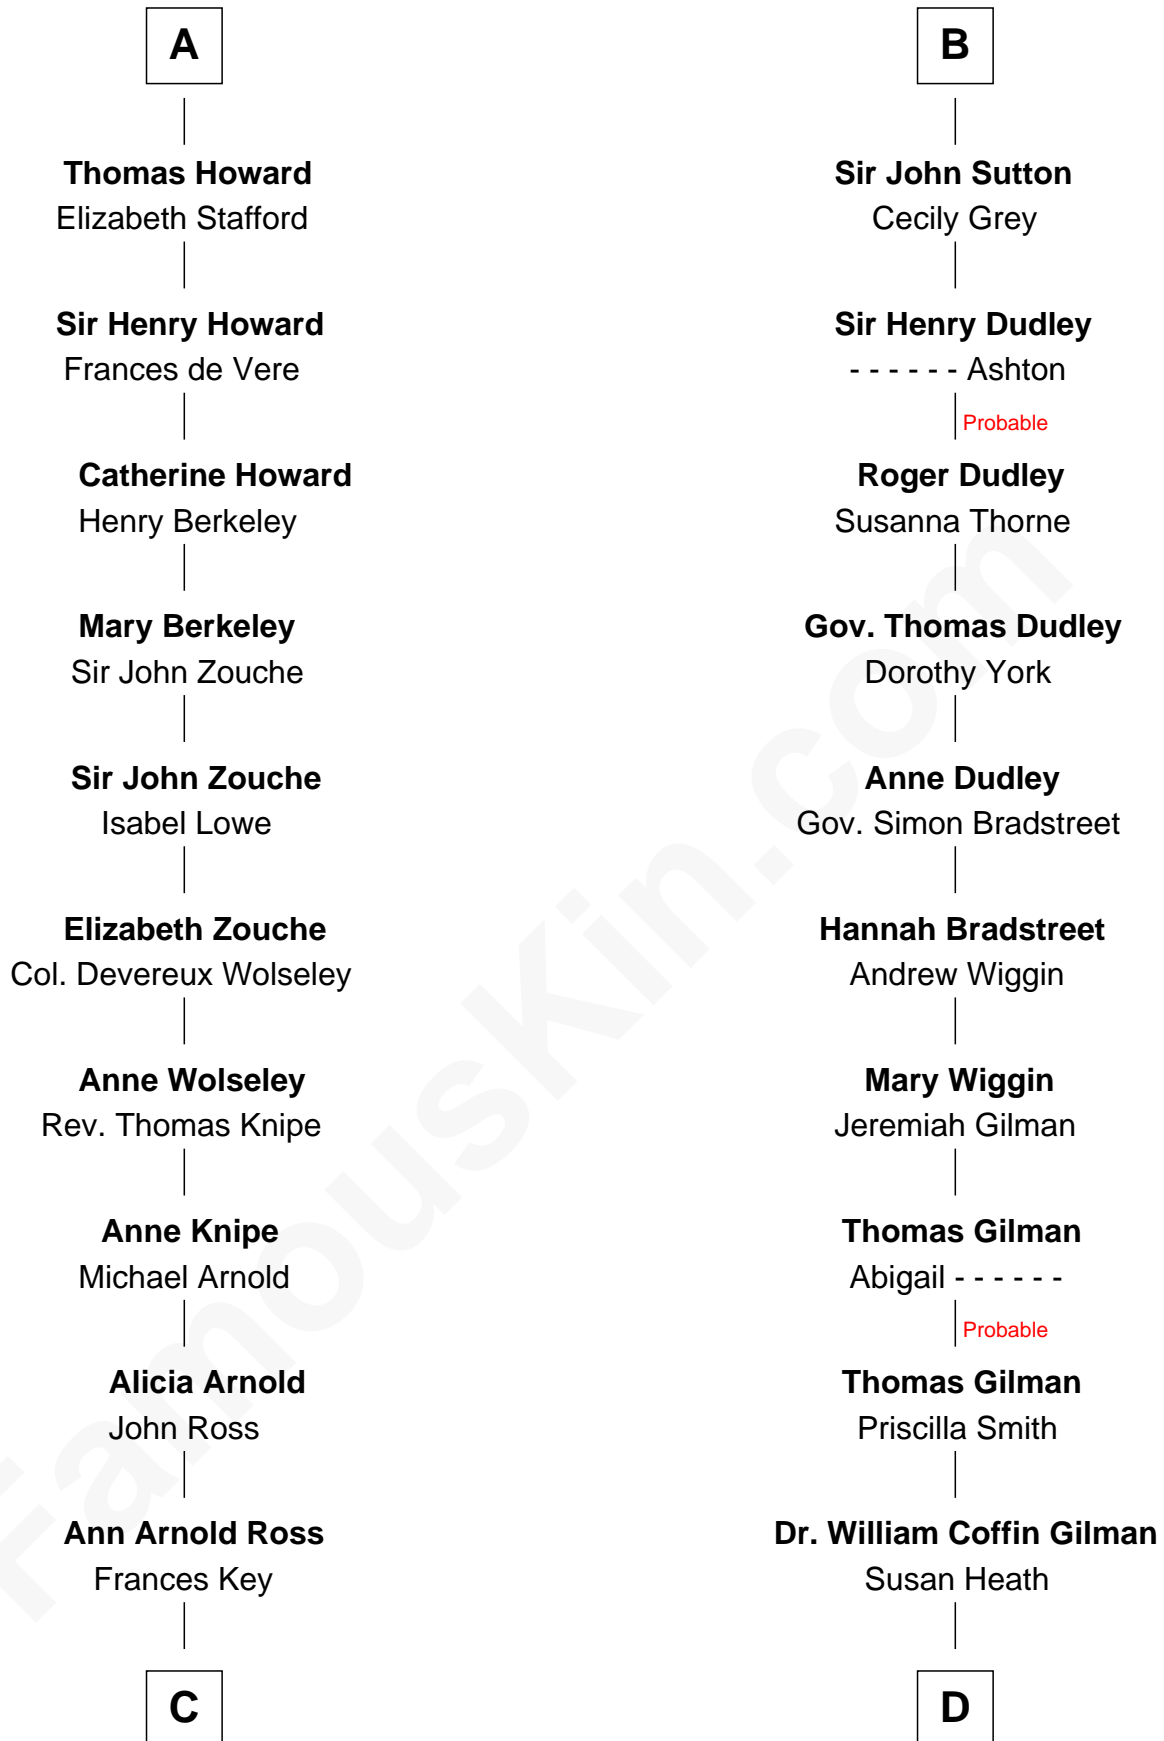 A
Thomas Howard
Elizabeth Stafford
Sir Henry Howard
Frances de Vere
Catherine Howard
Henry Berkeley
Mary Berkeley
Sir John Zouche
Sir John Zouche
Isabel Lowe
Elizabeth Zouche
Col. Devereux Wolseley
Anne Wolseley
Rev. Thomas Knipe
Anne Knipe
Michael Arnold
Alicia Arnold
John Ross
Ann Arnold Ross
Frances Key
C
B
Sir John Sutton
Cecily Grey
Sir Henry Dudley
- - - - - - Ashton
Probable
Roger Dudley
Susanna Thorne
Gov. Thomas Dudley
Dorothy York
Anne Dudley
Gov. Simon Bradstreet
Hannah Bradstreet
Andrew Wiggin
Mary Wiggin
Jeremiah Gilman
Thomas Gilman
Abigail - - - - - -
Probable
Thomas Gilman
Priscilla Smith
Dr. William Coffin Gilman
Susan Heath
D
FamousKin.com